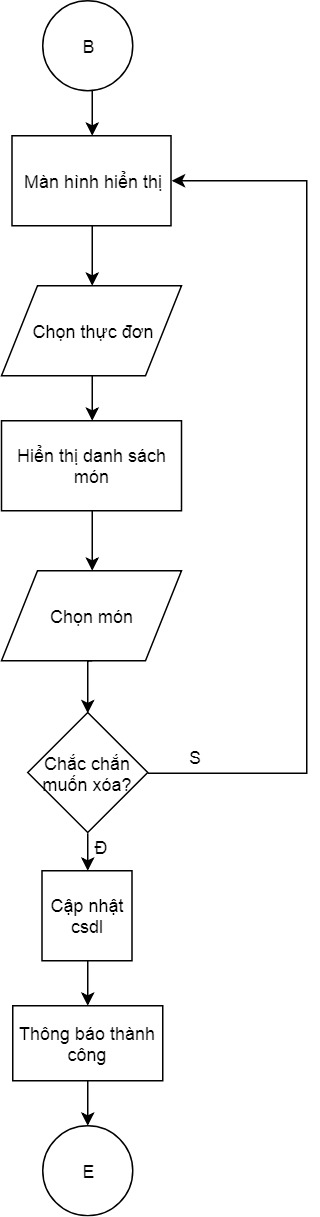 B
Màn hình hiển thị
Chọn thực đơn
Hiển thị danh sách
món
Chọn món
Chắc chắn
muốn xóa?
S
Đ
Cập nhật
csdl
Thông báo thành
công
E